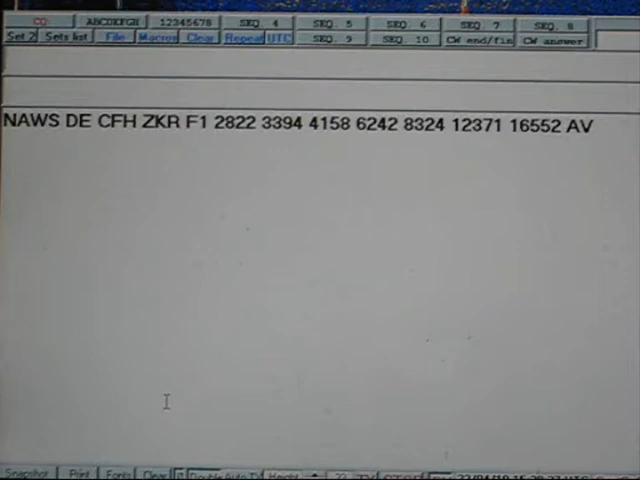 CQ ABCDEFGH 12345678 SEQ. 4 SEQ. 5 SEQ. 6 SEQ. 7 SEQ. 8
Set 2 Sets list File Macros Clear Repeat UTC SEQ. 9 SEQ. 10 CW end/fin CW answer
NAWS DE CFH ZKR F1 2822 3394 4158 6242 8324 12371 16552 AV
Snapshot Print Fonts Clear Height